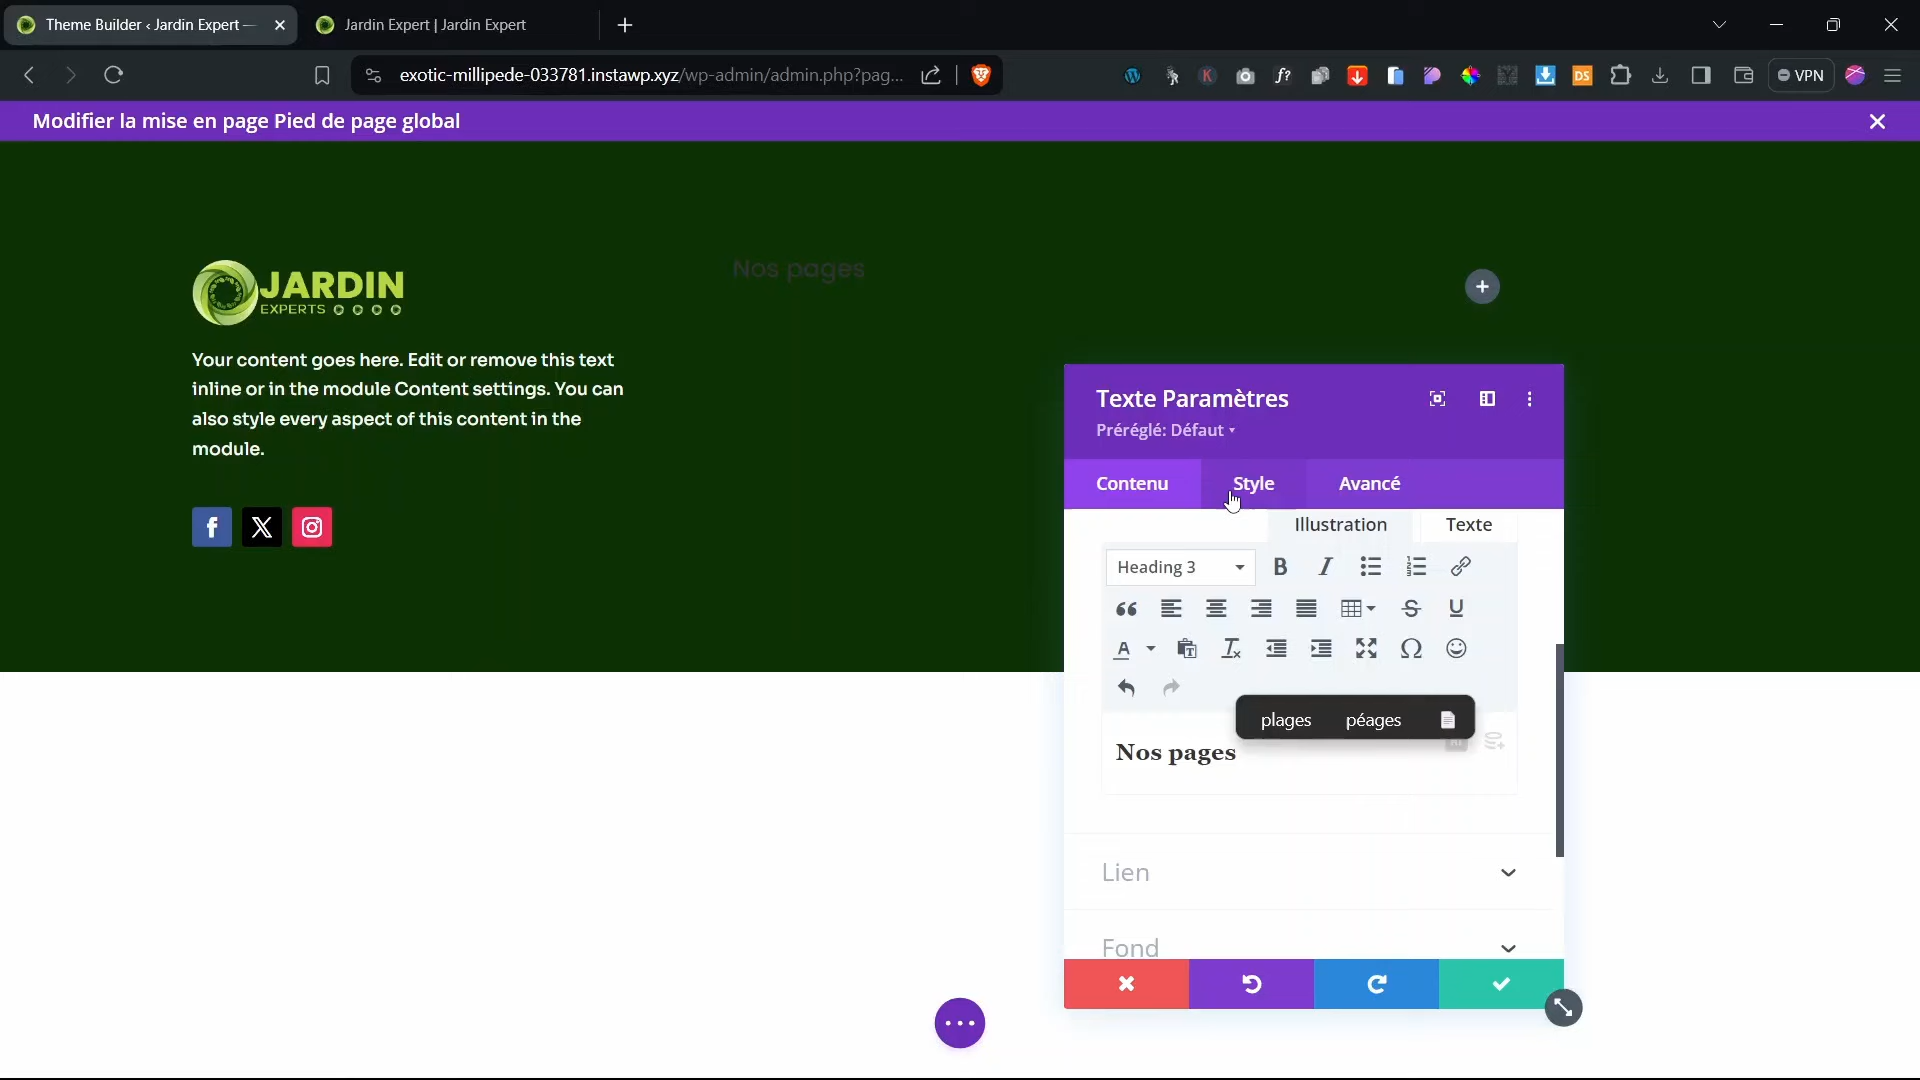 Theme Builder ‹ Jardin Expert —
Jardin Expert | Jardin Expert
exotic-millipede-033781.instawp.xyz/wp-admin/admin.php?pag...
VPN
Modifier la mise en page Pied de page global
JARDIN
EXPERTS
Nos pages
Your content goes here. Edit or remove this text
inline or in the module Content settings. You can
also style every aspect of this content in the
module.
Texte Paramètres
Préréglé: Défaut
Contenu
Style
Avancé
Illustration
Texte
Heading 3
plages
péages
Nos pages
Lien
Fond